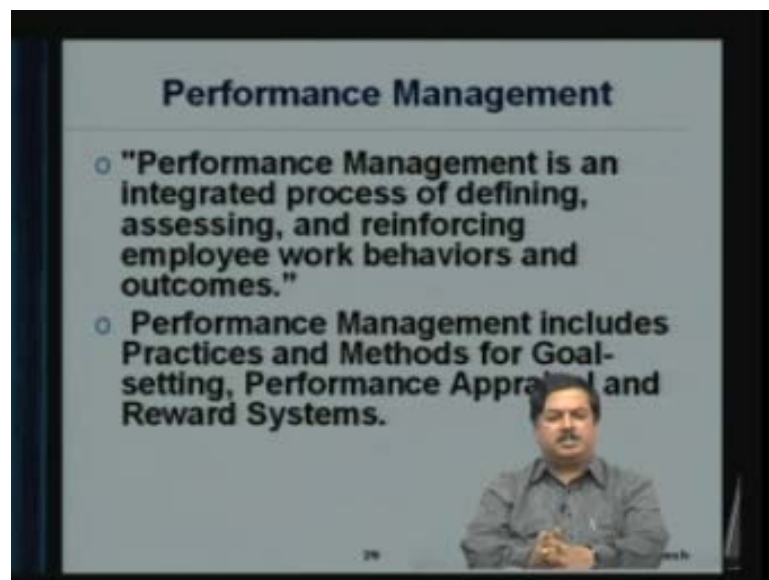 Performance Management
o "Performance Management is an
integrated process of defining,
assessing, and reinforcing
employee work behaviors and
outcomes."
o Performance Management includes
Practices and Methods for Goal-
setting, Performance and
Reward Systems.
29